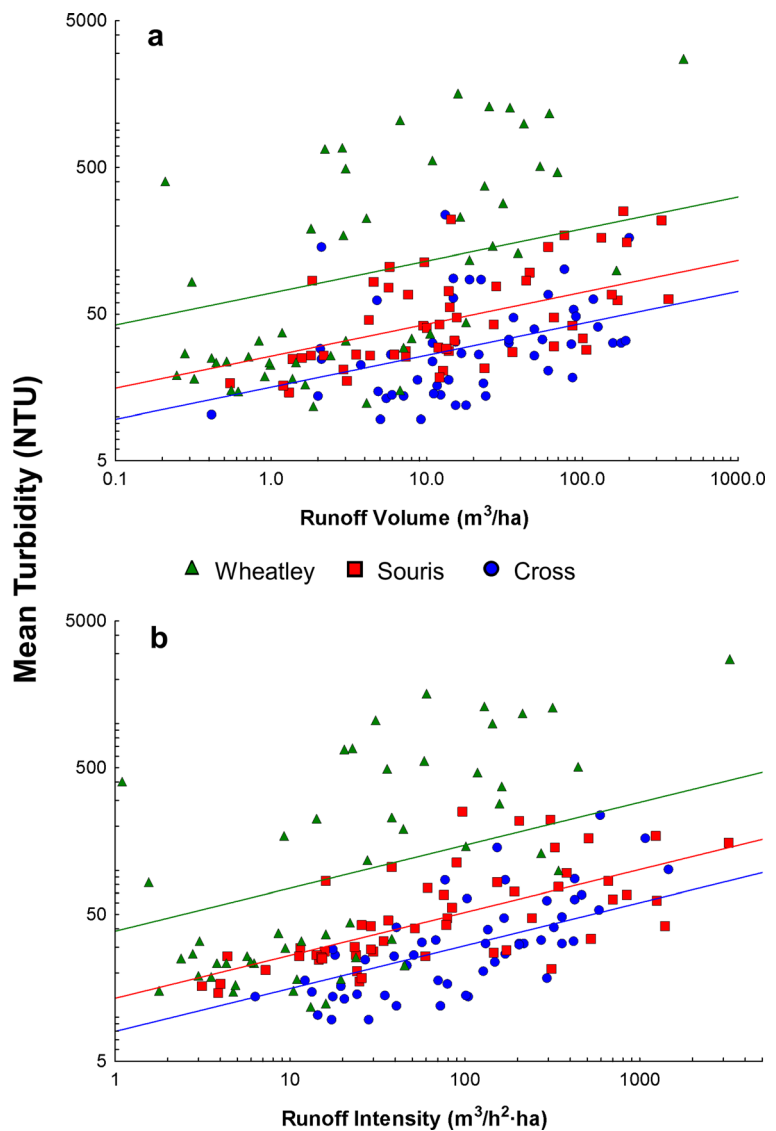 5000
a
500
50
5
0.1
1.0
10.0
100.0
1000.0
Runoff Volume (m³/ha)
Mean Turbidity (NTU)
Wheatley
Souris
Cross
5000
b
500
50
5
1
10
100
1000
Runoff Intensity (m³/h²·ha)